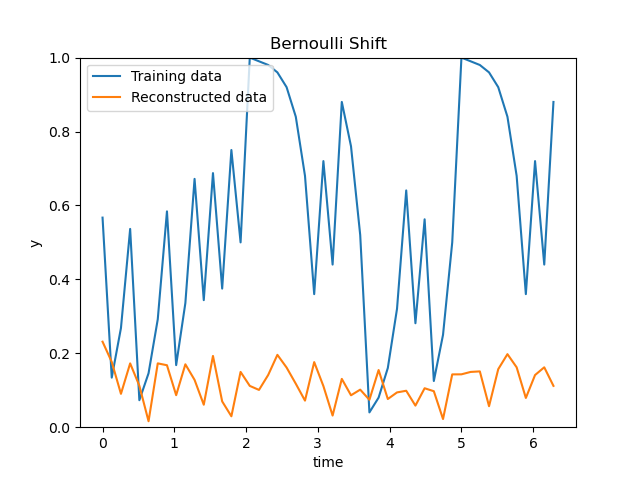 Bernoulli Shift
Training data
Reconstructed data
1.0
0.8
0.6
0.4
0.2
0.0
y
0 1 2 3 4 5 6
time